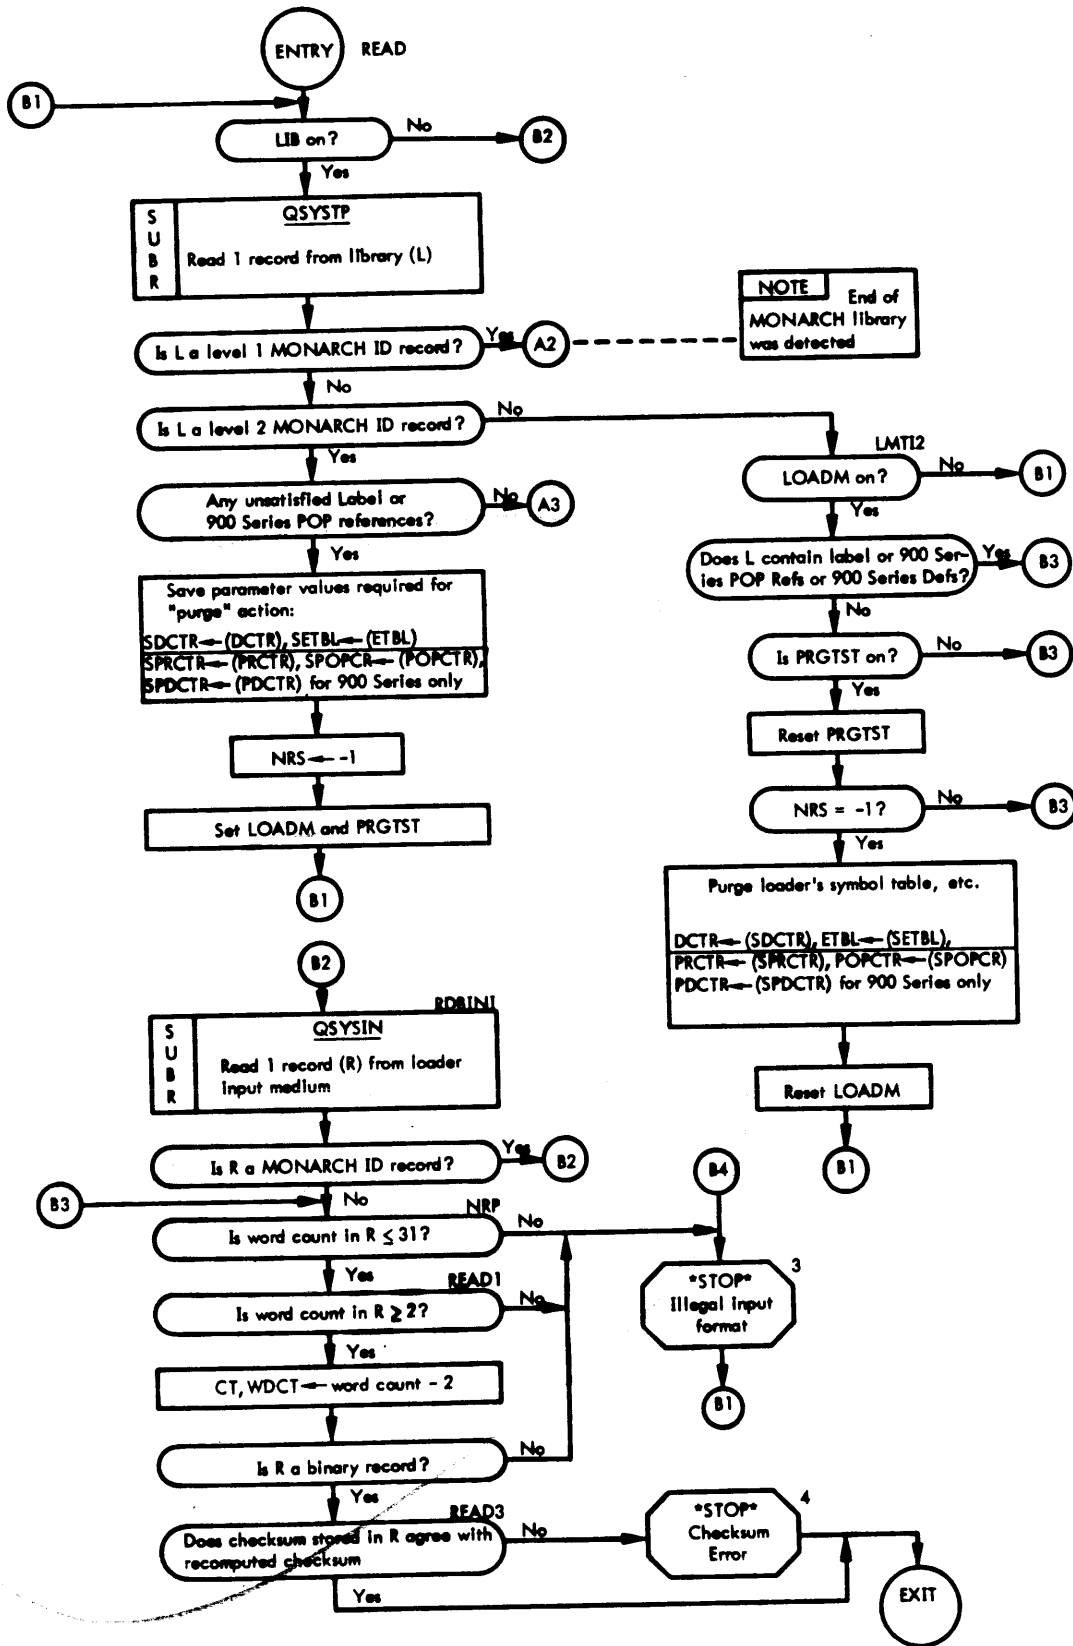 ENTRY READ
B1
LIB on?
No
B2
Yes
SUBR
QSYSTP
Read 1 record from library (L)
NOTE End of
MONARCH library
was detected
Is L a level 1 MONARCH ID record?
Yes
A2
No
Is L a level 2 MONARCH ID record?
No
Yes
Any unsatisfied Label or
900 Series POP references?
No
A3
Yes
Save parameter values required for
"purge" action:
SDCTR←(DCTR), SETBL←(ETBL)
SPRCTR←(PRCTR), SPOPCR←(POPCTR),
SPDCTR←(PDCTR) for 900 Series only
NRS← -1
Set LOADM and PRGTST
B1
LMTI2
LOADM on?
No
B1
Yes
Does L contain label or 900 Ser-
ies POP Refs or 900 Series Defs?
Yes
B3
No
Is PRGTST on?
No
B3
Yes
Reset PRGTST
NRS = -1?
No
B3
Yes
Purge loader's symbol table, etc.
DCTR←(SDCTR), ETBL←(SETBL),
PRCTR←(SPRCTR), POPCTR←(SPOPCR)
PDCTR←(SPDCTR) for 900 Series only
Reset LOADM
B1
B2
RDBINI
SUBR
QSYSIN
Read 1 record (R) from loader
input medium
Is R a MONARCH ID record?
Yes
B2
No
B3
NRP
Is word count in R ≤ 31?
No
Yes
READ1
Is word count in R ≥ 2?
No
Yes
CT, WDCT← word count - 2
Is R a binary record?
No
Yes
READ3
Does checksum stored in R agree with
recomputed checksum
No
Yes
B4
3
*STOP*
Illegal input
format
B1
4
*STOP*
Checksum
Error
EXIT